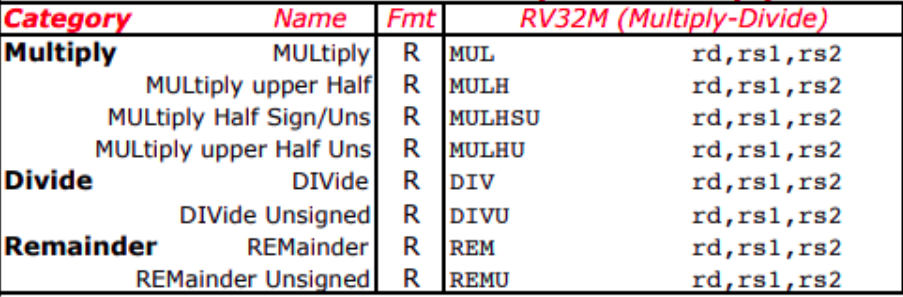 Category Name Fmt RV32M (Multiply-Divide)
Multiply MULtiply R MUL rd,rs1,rs2
MULtiply upper Half R MULH rd,rs1,rs2
MULtiply Half Sign/Uns R MULHSU rd,rs1,rs2
MULtiply upper Half Uns R MULHU rd,rs1,rs2
Divide DIVide R DIV rd,rs1,rs2
DIVide Unsigned R DIVU rd,rs1,rs2
Remainder REMainder R REM rd,rs1,rs2
REMainder Unsigned R REMU rd,rs1,rs2